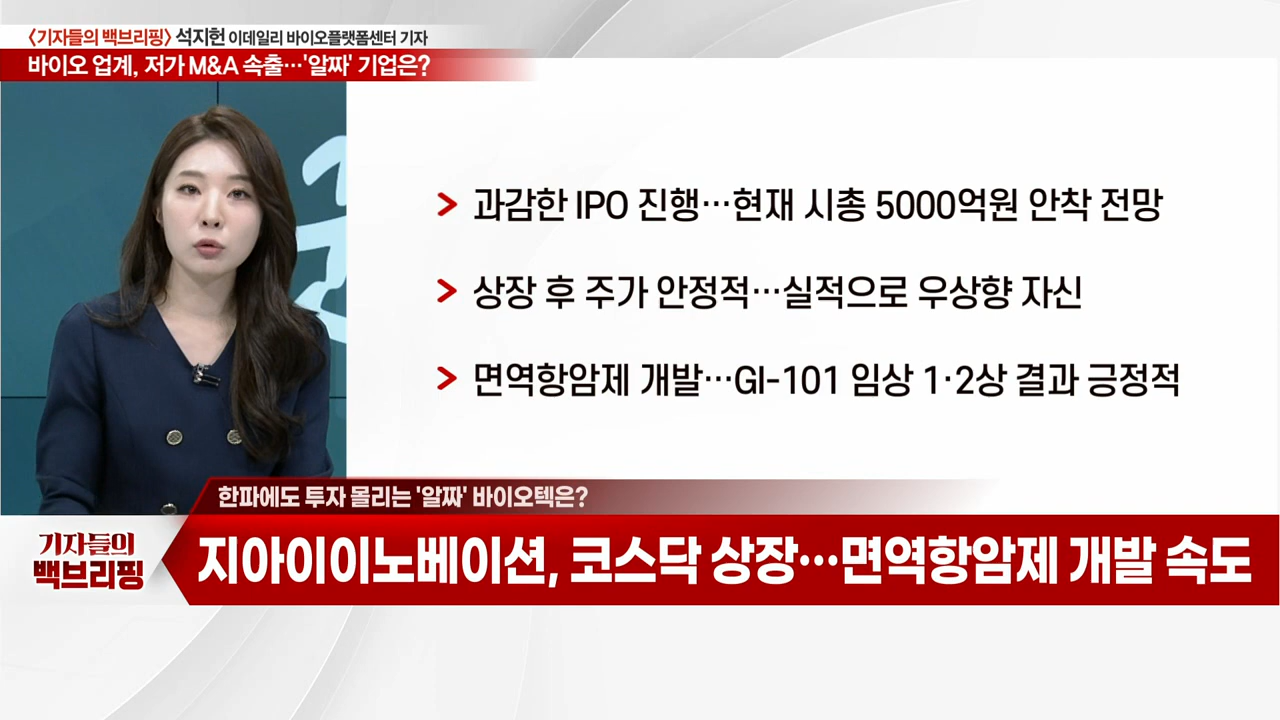 〈기자들의 백브리핑〉 석지헌 이데일리 바이오플랫폼센터 기자
바이오 업계, 저가 M&A 속출…'알짜' 기업은?
> 과감한 IPO 진행…현재 시총 5000억원 안착 전망
> 상장 후 주가 안정적…실적으로 우상향 자신
> 면역항암제 개발…GI-101 임상 1·2상 결과 긍정적
한파에도 투자 몰리는 '알짜' 바이오텍은?
기자들의
백브리핑
지아이이노베이션, 코스닥 상장…면역항암제 개발 속도